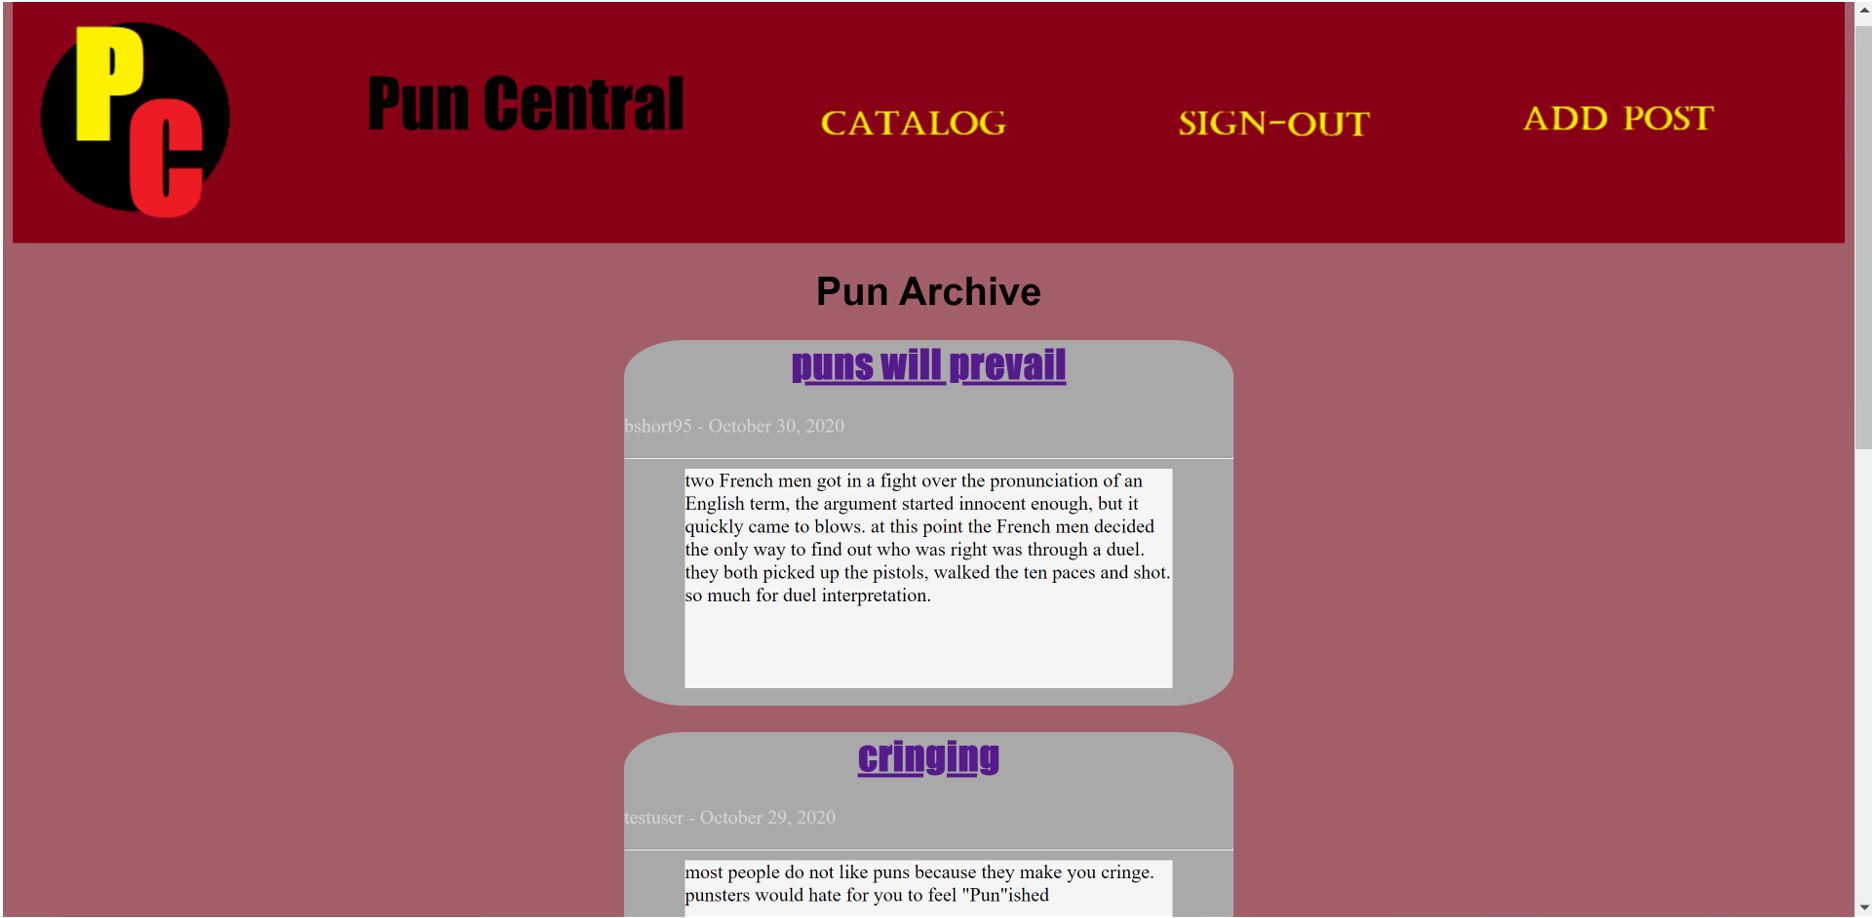 PC
Pun Central
CATALOG
SIGN-OUT
ADD POST
Pun Archive
puns will prevail
bshort95 - October 30, 2020
two French men got in a fight over the pronunciation of an
English term, the argument started innocent enough, but it
quickly came to blows. at this point the French men decided
the only way to find out who was right was through a duel.
they both picked up the pistols, walked the ten paces and shot.
so much for duel interpretation.
cringing
testuser - October 29, 2020
most people do not like puns because they make you cringe.
punsters would hate for you to feel "Pun"ished